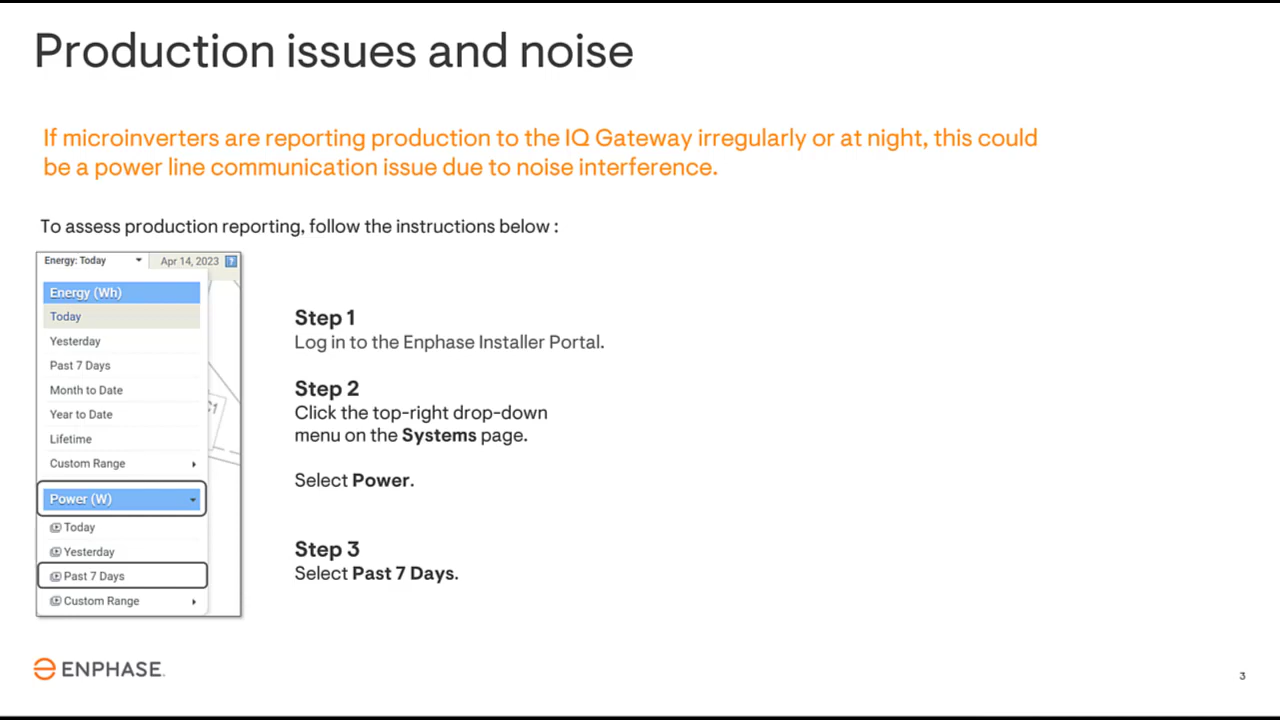 Production issues and noise
If microinverters are reporting production to the IQ Gateway irregularly or at night, this could
be a power line communication issue due to noise interference.
To assess production reporting, follow the instructions below :
Energy: Today
Apr 14, 2023 ?
Energy (Wh)
Today
Yesterday
Past 7 Days
Month to Date
Year to Date
Lifetime
Custom Range
Power (W)
Today
Yesterday
Past 7 Days
Custom Range
Step 1
Log in to the Enphase Installer Portal.
Step 2
Click the top-right drop-down
menu on the Systems page.
Select Power.
Step 3
Select Past 7 Days.
ENPHASE.
3